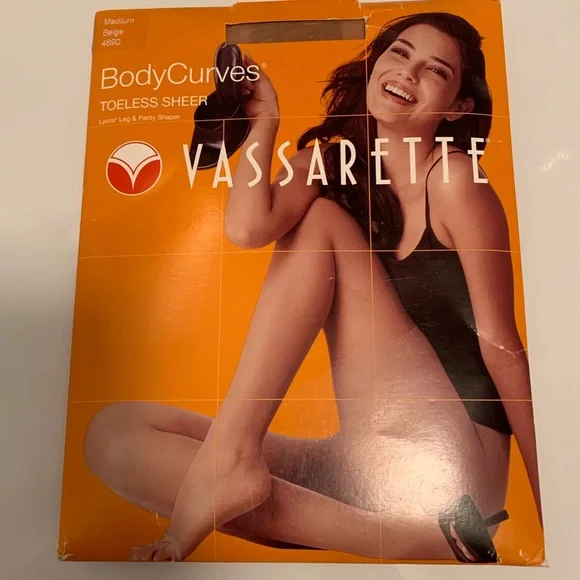 Medium
Beige
4690
BodyCurves®
TOELESS SHEER
Lycra® Leg & Panty Shaper
VASSARETTE